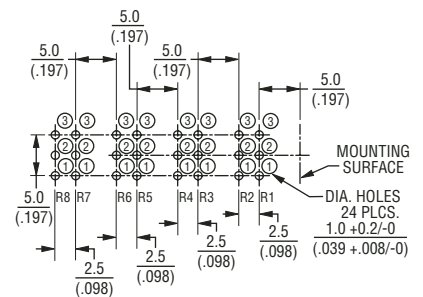 5.0
(.197)
5.0
(.197)
5.0
(.197)
5.0
(.197)
3 3 3 3 3 3 3 3
2 2 2 2 2 2 2 2
1 1 1 1 1 1 1 1
MOUNTING
SURFACE
5.0
(.197)
R8 R7 R6 R5 R4 R3 R2 R1
DIA. HOLES
24 PLCS.
1.0 +0.2/-0
(.039 +.008/-0)
2.5
(.098)
2.5
(.098)
2.5
(.098)
2.5
(.098)